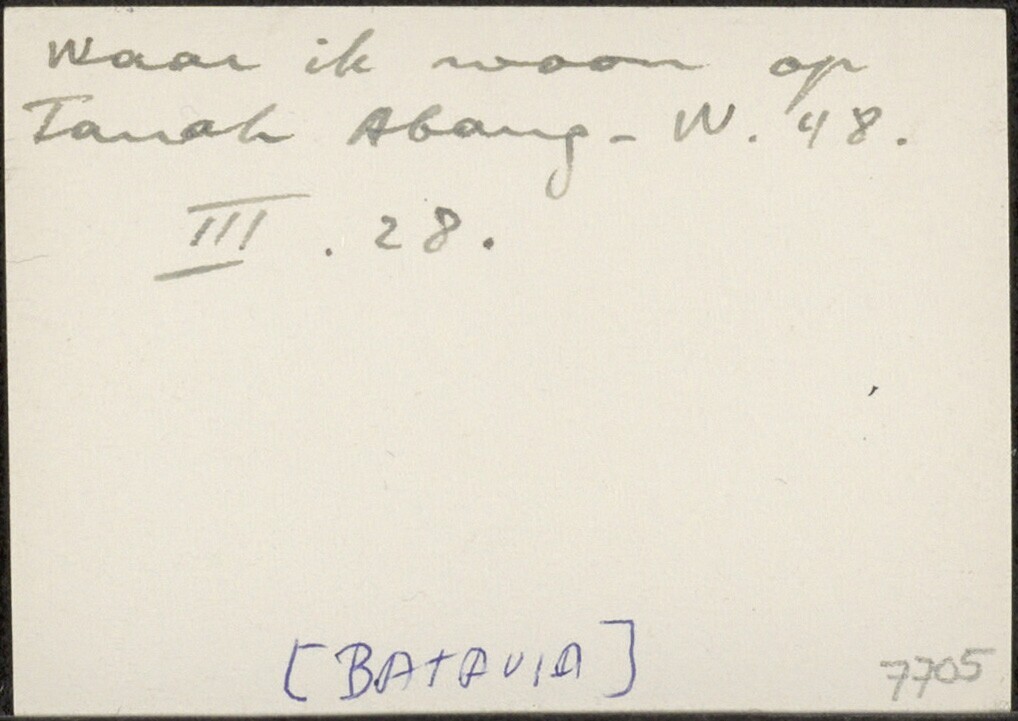 Waar ik woon op
Tanah Abang - W. 48.
III. 28.
[BATAVIA]
7705